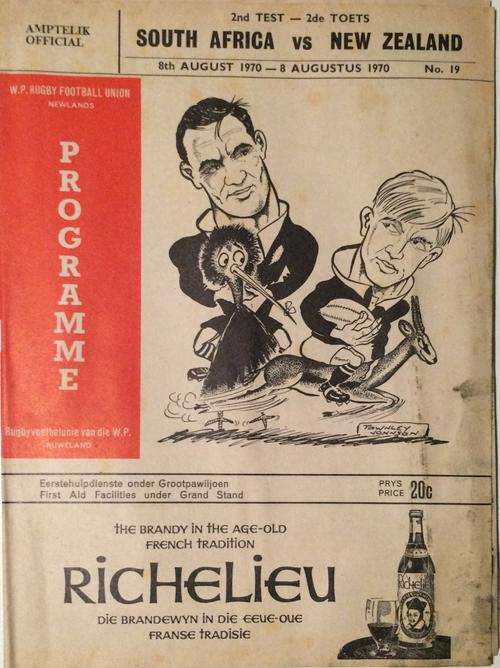 AMPTELIK
OFFICIAL
2nd TEST — 2de TOETS
SOUTH AFRICA vs NEW ZEALAND
8th AUGUST 1970 — 8 AUGUSTUS 1970
No. 19
W.P. RUGBY FOOTBALL UNION
NEWLANDS
PROGRAMME
Rugbyvoetbalunie van die W.P.
NUWELAND
TOWNLEY
JOHNSON
Eerstehulpdienste onder Grootpawiljoen
First Aid Facilities under Grand Stand
PRYS
PRICE 20c
THE BRANDY IN THE AGE-OLD
FRENCH TRADITION
RICHELIEU
DIE BRANDEWYN IN DIE EEUE-OUE
FRANSE TRADISIE
RICHELIEU